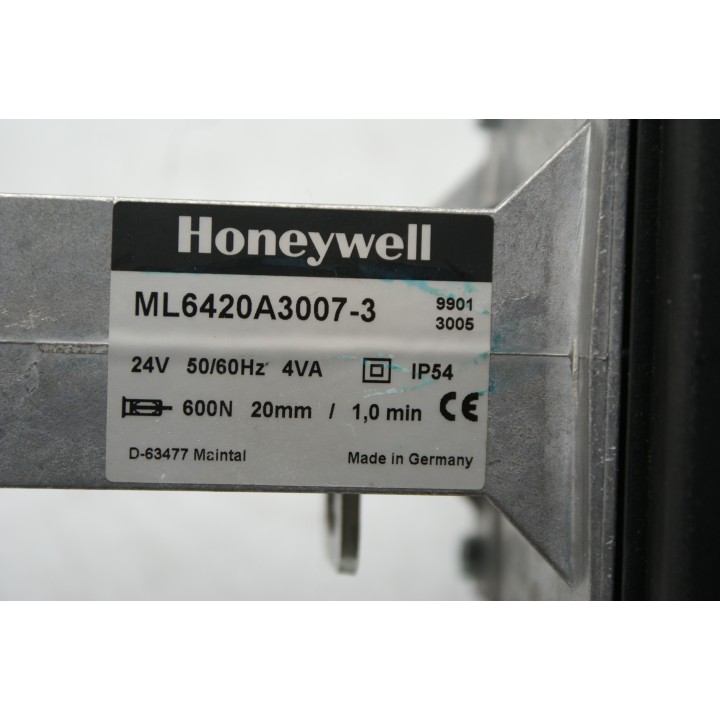 Honeywell
ML6420A3007-3 9901
3005
24V 50/60Hz 4VA IP54
600N 20mm / 1,0 min CE
D-63477 Maintal Made in Germany